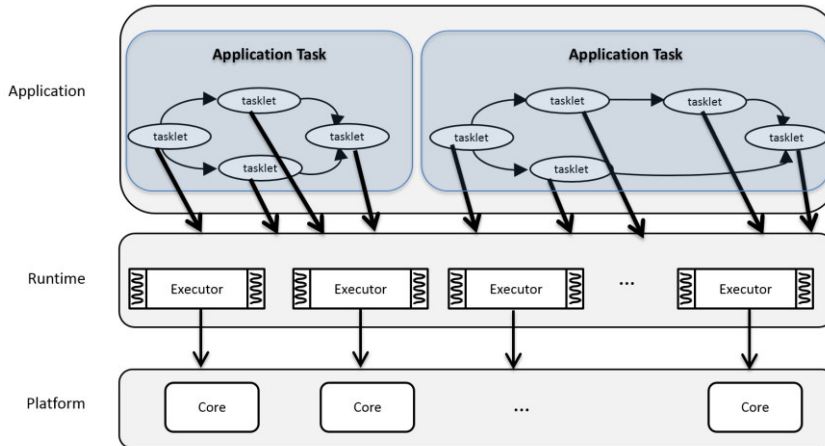 Application
Application Task
tasklet
tasklet
tasklet
tasklet
Application Task
tasklet
tasklet
tasklet
tasklet
tasklet
Runtime
Executor
Executor
Executor
...
Executor
Platform
Core
Core
...
Core